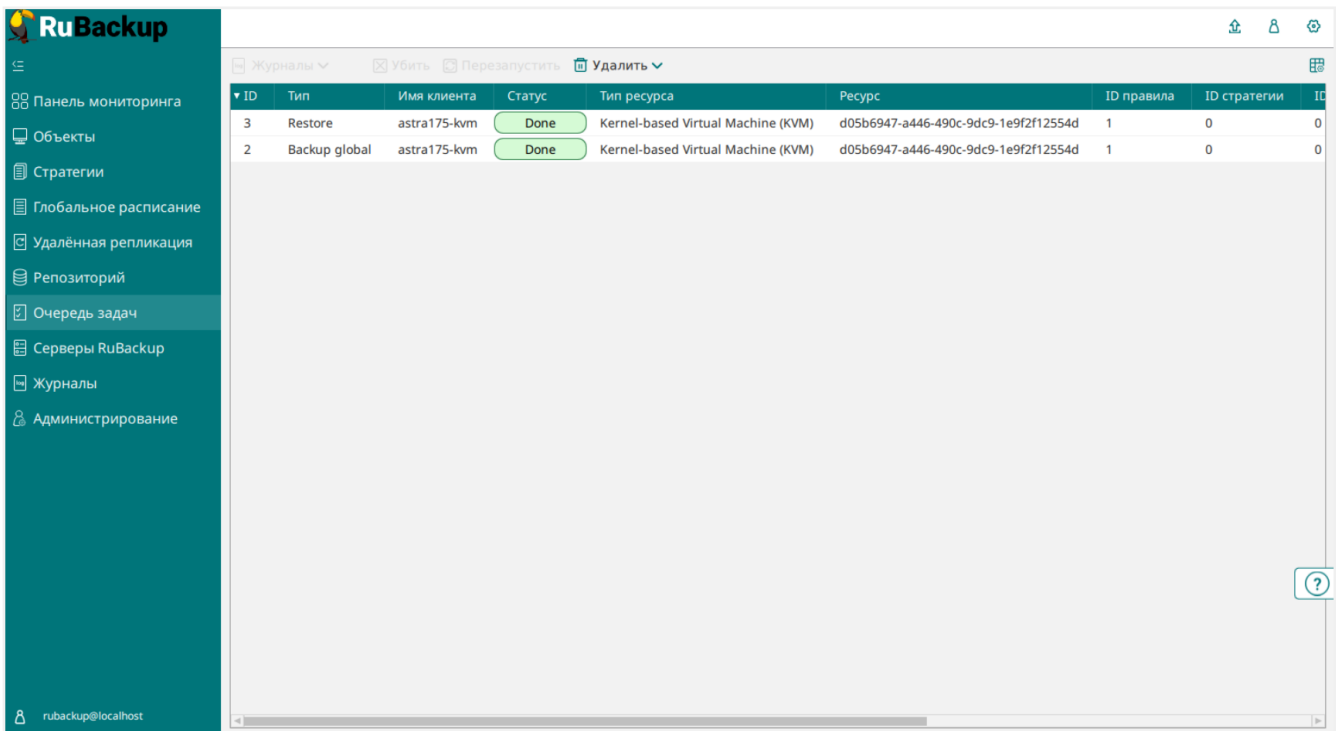 RuBackup
Журналы Убить Перезапустить Удалить
Панель мониторинга
Объекты
Стратегии
Глобальное расписание
Удалённая репликация
Репозиторий
Очередь задач
Серверы RuBackup
log Журналы
Администрирование
rubackup@localhost
ID Тип Имя клиента Статус Тип ресурса Ресурс ID правила ID стратегии ID
3 Restore astra175-kvm Done Kernel-based Virtual Machine (KVM) d05b6947-a446-490c-9dc9-1e9f2f12554d 1 0 0
2 Backup global astra175-kvm Done Kernel-based Virtual Machine (KVM) d05b6947-a446-490c-9dc9-1e9f2f12554d 1 0 0
?